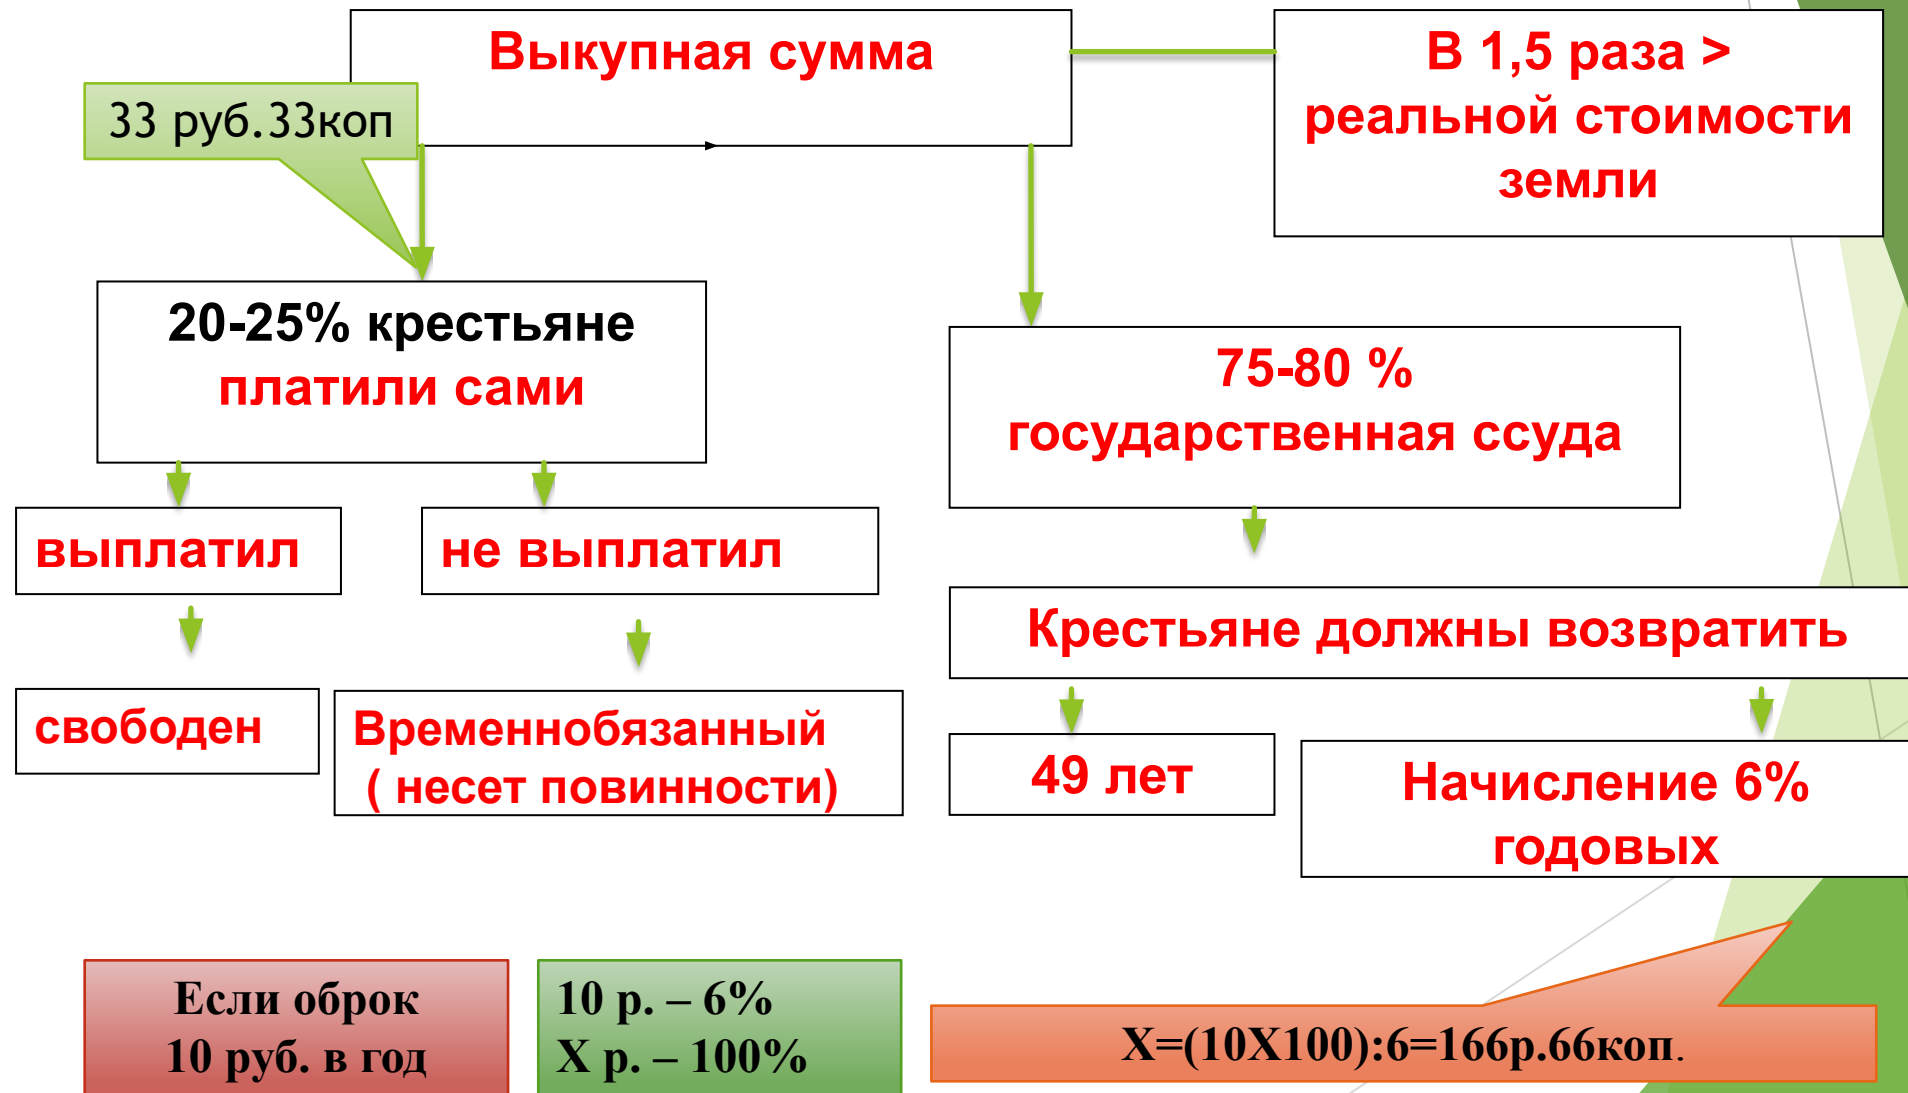 Выкупная сумма
В 1,5 раза >
реальной стоимости
земли
33 руб.33коп
20-25% крестьяне
платили сами
75-80 %
государственная ссуда
выплатил
не выплатил
Крестьяне должны возвратить
свободен
Временнобязанный
( несет повинности)
49 лет
Начисление 6%
годовых
Если оброк
10 руб. в год
10 р. – 6%
Х р. – 100%
Х=(10Х100):6=166р.66коп.